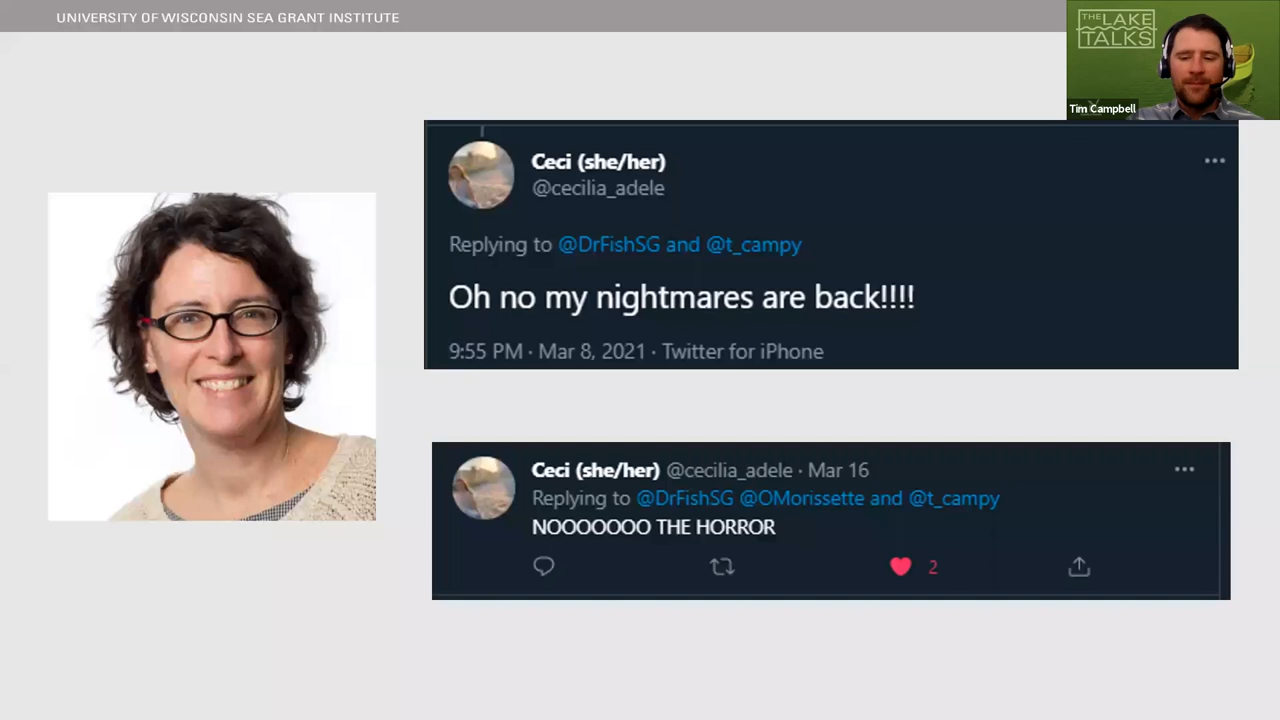 UNIVERSITY OF WISCONSIN SEA GRANT INSTITUTE
THE LAKE
TALKS
Tim Campbell
Ceci (she/her)
@cecilia_adele
Replying to @DrFishSG and @t_campy
Oh no my nightmares are back!!!!
9:55 PM · Mar 8, 2021 · Twitter for iPhone
Ceci (she/her) @cecilia_adele · Mar 16
Replying to @DrFishSG @OMorissette and @t_campy
NOOOOOOO THE HORROR
2